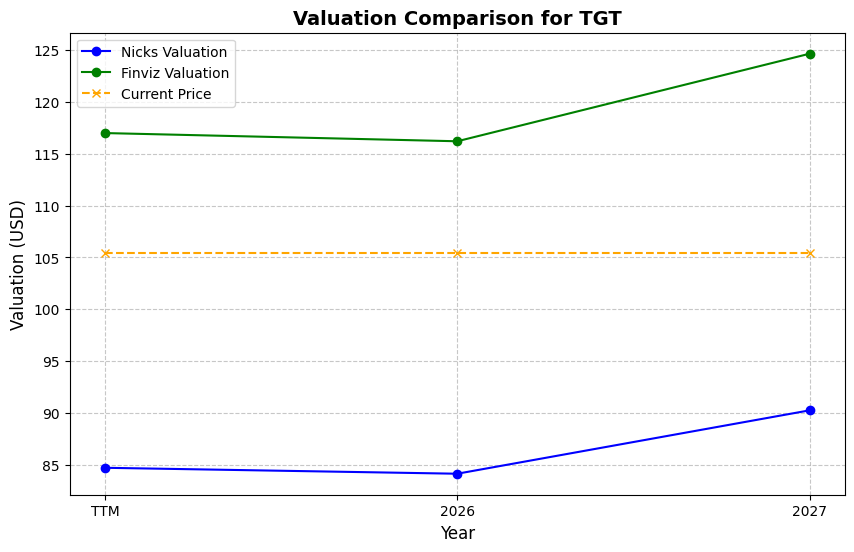 Valuation Comparison for TGT
Nicks Valuation
Finviz Valuation
Current Price
Valuation (USD)
125
120
115
110
105
100
95
90
85
TTM
2026
2027
Year